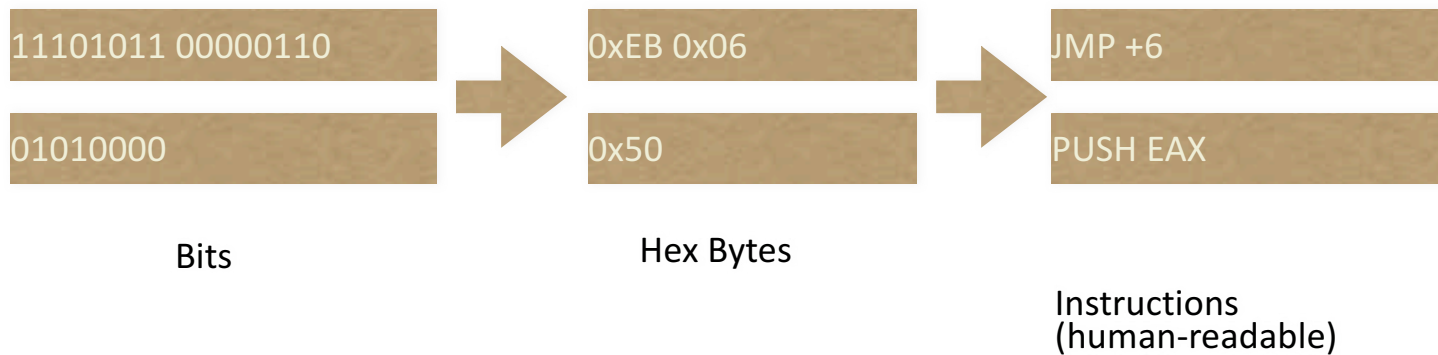 11101011 00000110
0xEB 0x06
JMP +6
01010000
0x50
PUSH EAX
Bits
Hex Bytes
Instructions
(human-readable)